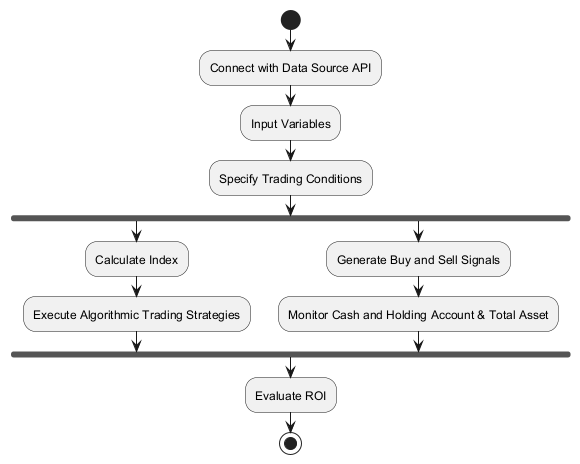 Connect with Data Source API
Input Variables
Specify Trading Conditions
Calculate Index
Generate Buy and Sell Signals
Execute Algorithmic Trading Strategies
Monitor Cash and Holding Account & Total Asset
Evaluate ROI